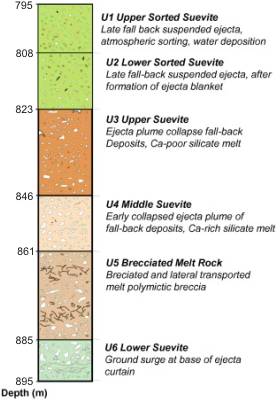 795
U1 Upper Sorted Suevite
Late fall back suspended ejecta,
atmospheric sorting, water deposition
808
U2 Lower Sorted Suevite
Late fall-back suspended ejecta, after
formation of ejecta blanket
823
U3 Upper Suevite
Ejecta plume collapse fall-back
Deposits, Ca-poor silicate melt
846
U4 Middle Suevite
Early collapsed ejecta plume of
fall-back deposits, Ca-rich silicate melt
861
U5 Brecciated Melt Rock
Breciated and lateral transported
melt polymictic breccia
885
U6 Lower Suevite
Ground surge at base of ejecta
curtain
895
Depth (m)